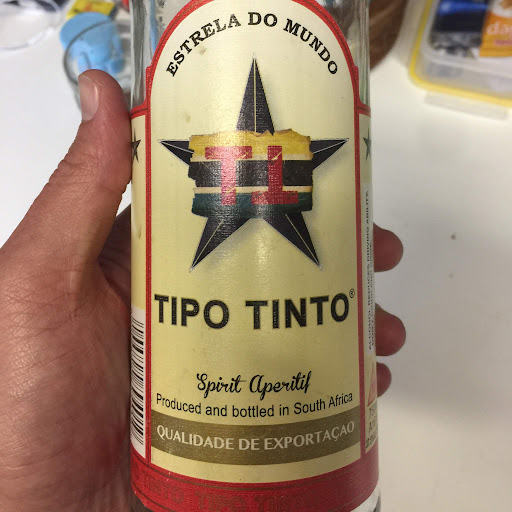 ESTRELA DO MUNDO
TT
TIPO TINTO®
Spirit Aperitif
Produced and bottled in South Africa
QUALIDADE DE EXPORTAÇAO